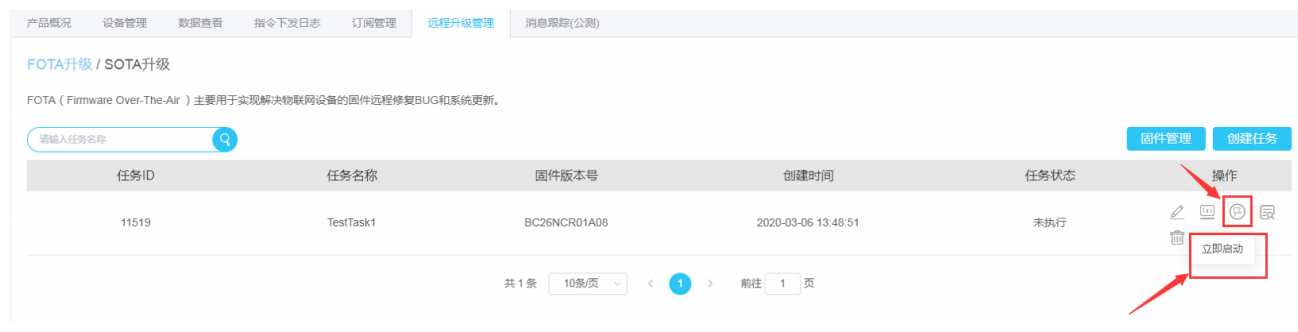 产品概况 设备管理 数据查看 指令下发日志 订阅管理 远程升级管理 消息跟踪(公测)
FOTA升级 / SOTA升级
FOTA（Firmware Over-The-Air ）主要用于实现解决物联网设备的固件远程修复BUG和系统更新。
请输入任务名称 固件管理 创建任务
任务ID 任务名称 固件版本号 创建时间 任务状态 操作
11519 TestTask1 BC26NCR01A08 2020-03-06 13:48:51 未执行
立即启动
共 1 条 10条/页 < 1 > 前往 1 页